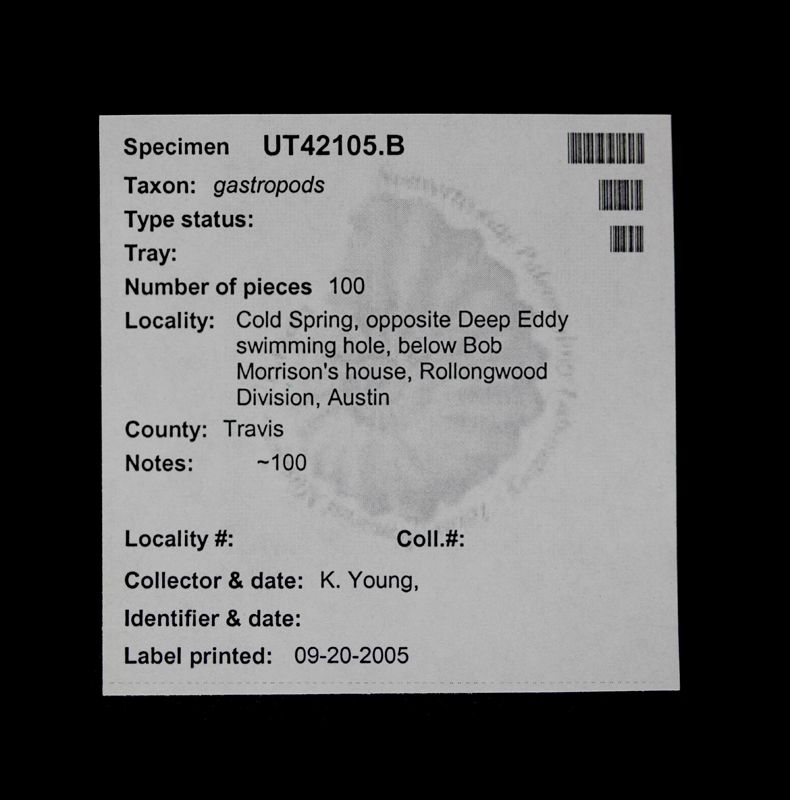 Specimen UT42105.B
Taxon: gastropods
Type status:
Tray:
Number of pieces 100
Locality: Cold Spring, opposite Deep Eddy
swimming hole, below Bob
Morrison's house, Rollongwood
Division, Austin
County: Travis
Notes: ~100
Locality #: Coll.#:
Collector & date: K. Young,
Identifier & date:
Label printed: 09-20-2005